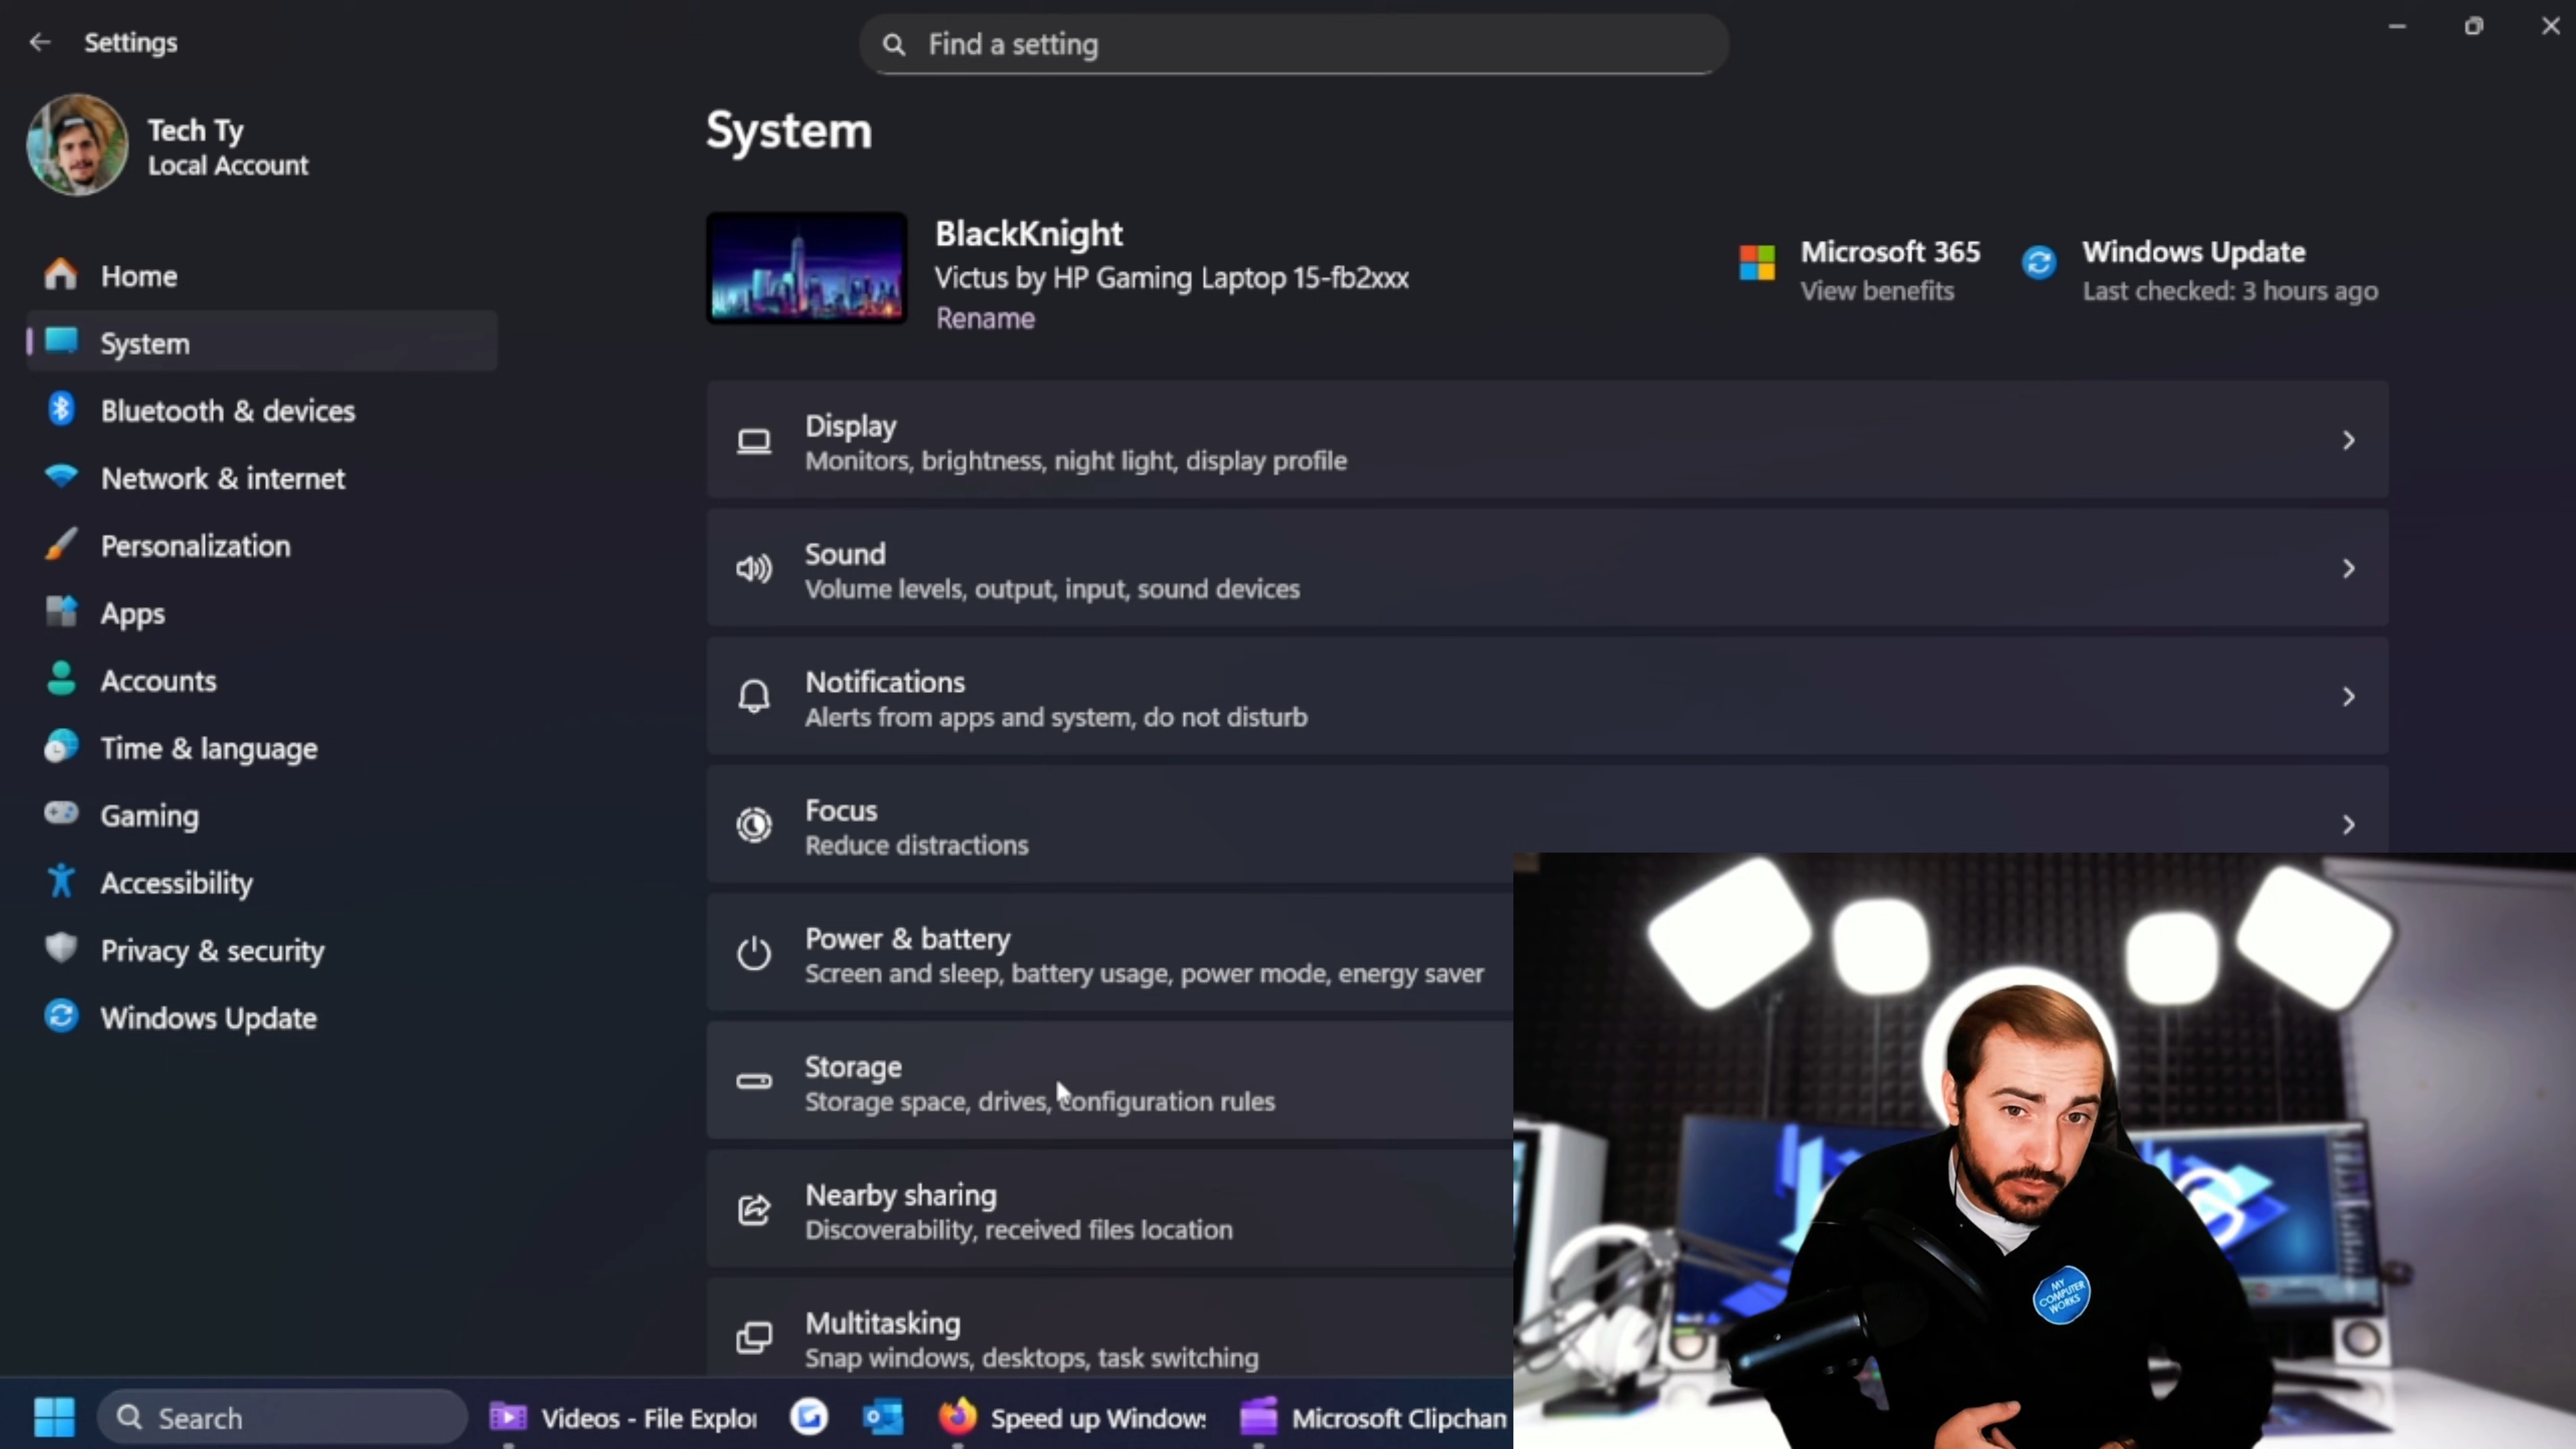 Settings
Find a setting
Tech Ty
Local Account
Home
System
Bluetooth & devices
Network & internet
Personalization
Apps
Accounts
Time & language
Gaming
Accessibility
Privacy & security
Windows Update
System
BlackKnight
Victus by HP Gaming Laptop 15-fb2xxx
Rename
Microsoft 365
View benefits
Windows Update
Last checked: 3 hours ago
Display
Monitors, brightness, night light, display profile
Sound
Volume levels, output, input, sound devices
Notifications
Alerts from apps and system, do not disturb
Focus
Reduce distractions
Power & battery
Screen and sleep, battery usage, power mode, energy saver
Storage
Storage space, drives, configuration rules
Nearby sharing
Discoverability, received files location
Multitasking
Snap windows, desktops, task switching
MY
COMPUTER
WORKS
Search
Videos - File Explor
Speed up Windows
Microsoft Clipchan